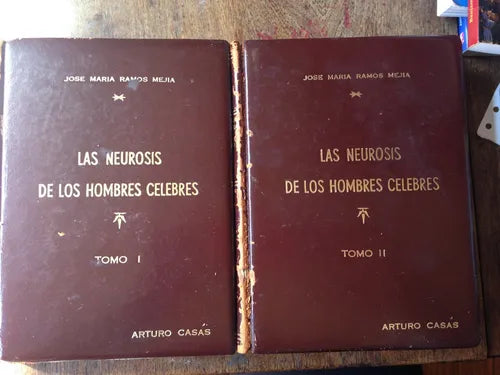 JOSE MARIA RAMOS MEJIA
LAS NEUROSIS
DE LOS HOMBRES CELEBRES
TOMO I
ARTURO CASAS
JOSE MARIA RAMOS MEJIA
LAS NEUROSIS
DE LOS HOMBRES CELEBRES
TOMO II
ARTURO CASAS